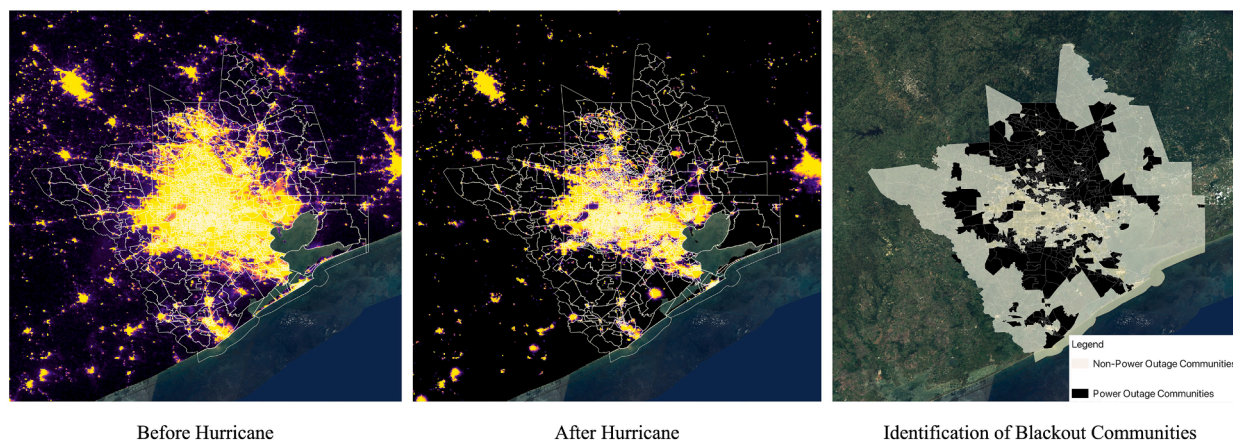 Legend
Non-Power Outage Communities
Power Outage Communities
Before Hurricane
After Hurricane
Identification of Blackout Communities